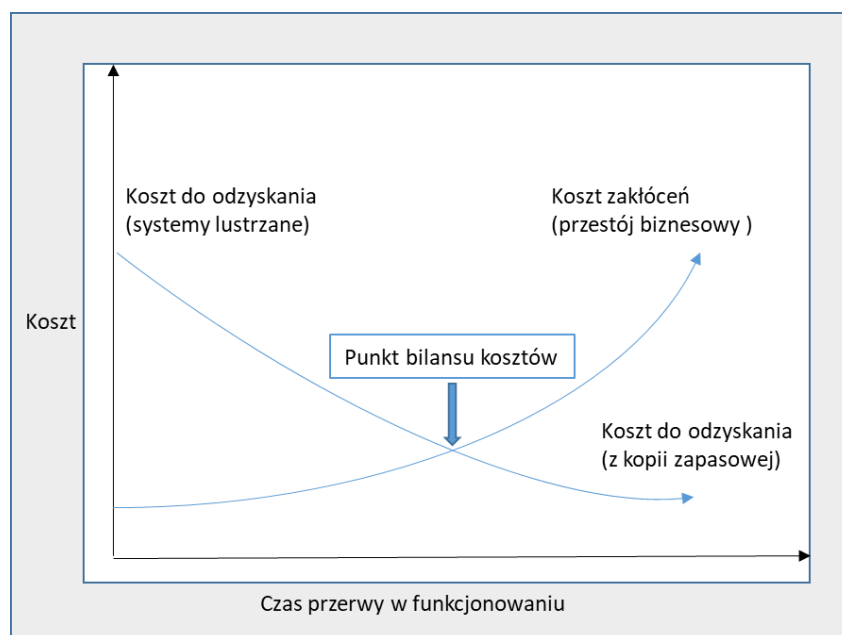 Koszt do odzyskania
(systemy lustrzane)
Koszt zakłóceń
(przestój biznesowy )
Koszt
Punkt bilansu kosztów
Koszt do odzyskania
(z kopii zapasowej)
Czas przerwy w funkcjonowaniu